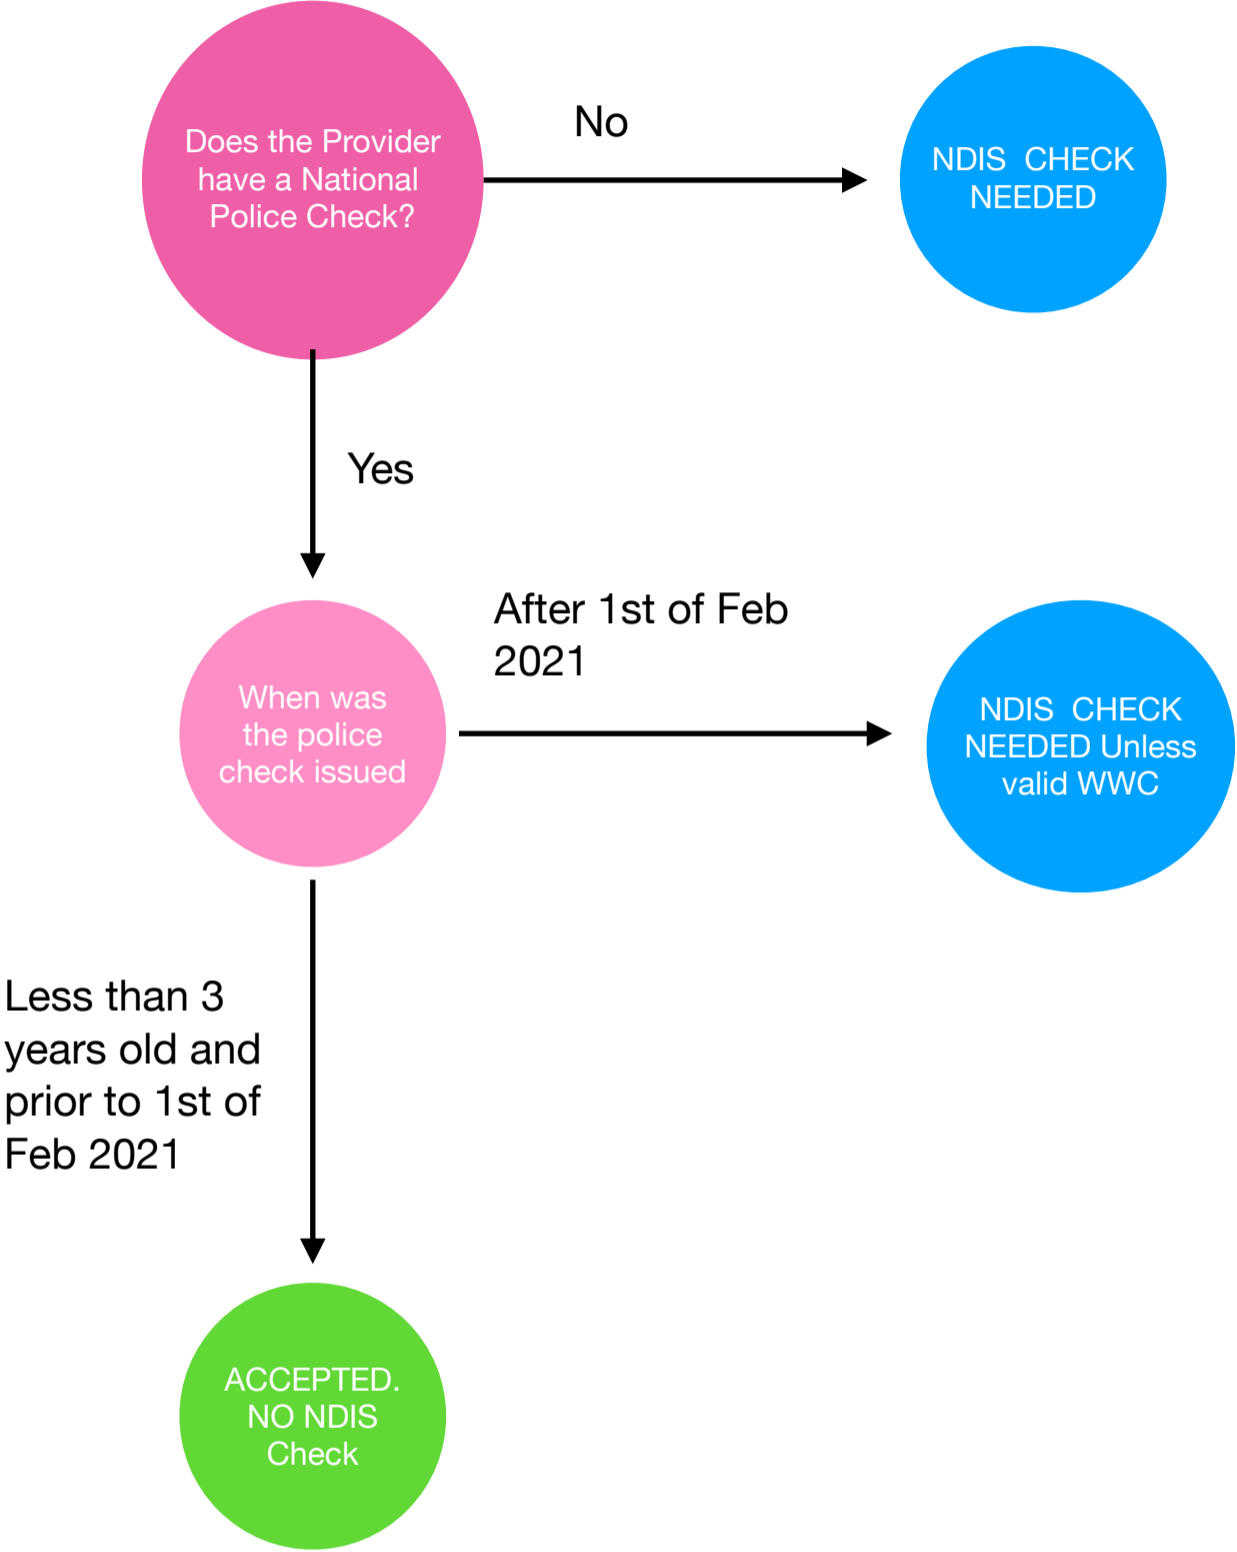 Does the Provider
have a National
Police Check?
No
NDIS  CHECK
NEEDED
Yes
When was
the police
check issued
After 1st of Feb
2021
NDIS  CHECK
NEEDED Unless
valid WWC
Less than 3
years old and
prior to 1st of
Feb 2021
ACCEPTED.
NO NDIS
Check